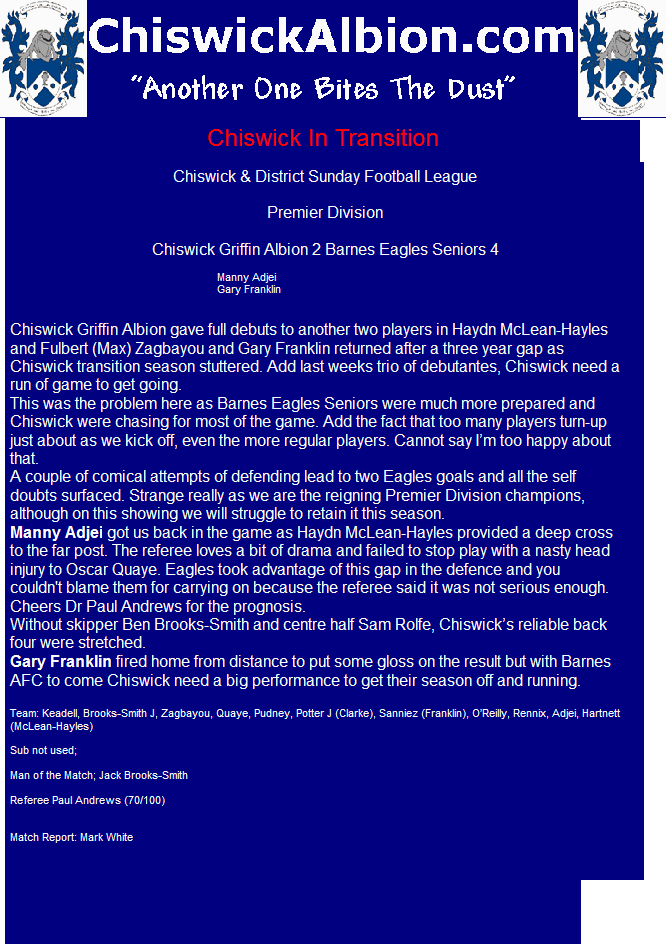 ChiswickAlbion.com
"Another One Bites The Dust"
Chiswick In Transition
Chiswick & District Sunday Football League
Premier Division
Chiswick Griffin Albion 2 Barnes Eagles Seniors 4
Manny Adjei
Gary Franklin
Chiswick Griffin Albion gave full debuts to another two players in Haydn McLean-Hayles
and Fulbert (Max) Zagbayou and Gary Franklin returned after a three year gap as
Chiswick transition season stuttered. Add last weeks trio of debutantes, Chiswick need a
run of game to get going.
This was the problem here as Barnes Eagles Seniors were much more prepared and
Chiswick were chasing for most of the game. Add the fact that too many players turn-up
just about as we kick off, even the more regular players. Cannot say I'm too happy about
that.
A couple of comical attempts of defending lead to two Eagles goals and all the self
doubts surfaced. Strange really as we are the reigning Premier Division champions,
although on this showing we will struggle to retain it this season.
Manny Adjei got us back in the game as Haydn McLean-Hayles provided a deep cross
to the far post. The referee loves a bit of drama and failed to stop play with a nasty head
injury to Oscar Quaye. Eagles took advantage of this gap in the defence and you
couldn't blame them for carrying on because the referee said it was not serious enough.
Cheers Dr Paul Andrews for the prognosis.
Without skipper Ben Brooks-Smith and centre half Sam Rolfe, Chiswick's reliable back
four were stretched.
Gary Franklin fired home from distance to put some gloss on the result but with Barnes
AFC to come Chiswick need a big performance to get their season off and running.
Team: Keadell, Brooks-Smith J, Zagbayou, Quaye, Pudney, Potter J (Clarke), Sanniez (Franklin), O'Reilly, Rennix, Adjei, Hartnett
(McLean-Hayles)
Sub not used;
Man of the Match; Jack Brooks-Smith
Referee Paul Andrews (70/100)
Match Report: Mark White